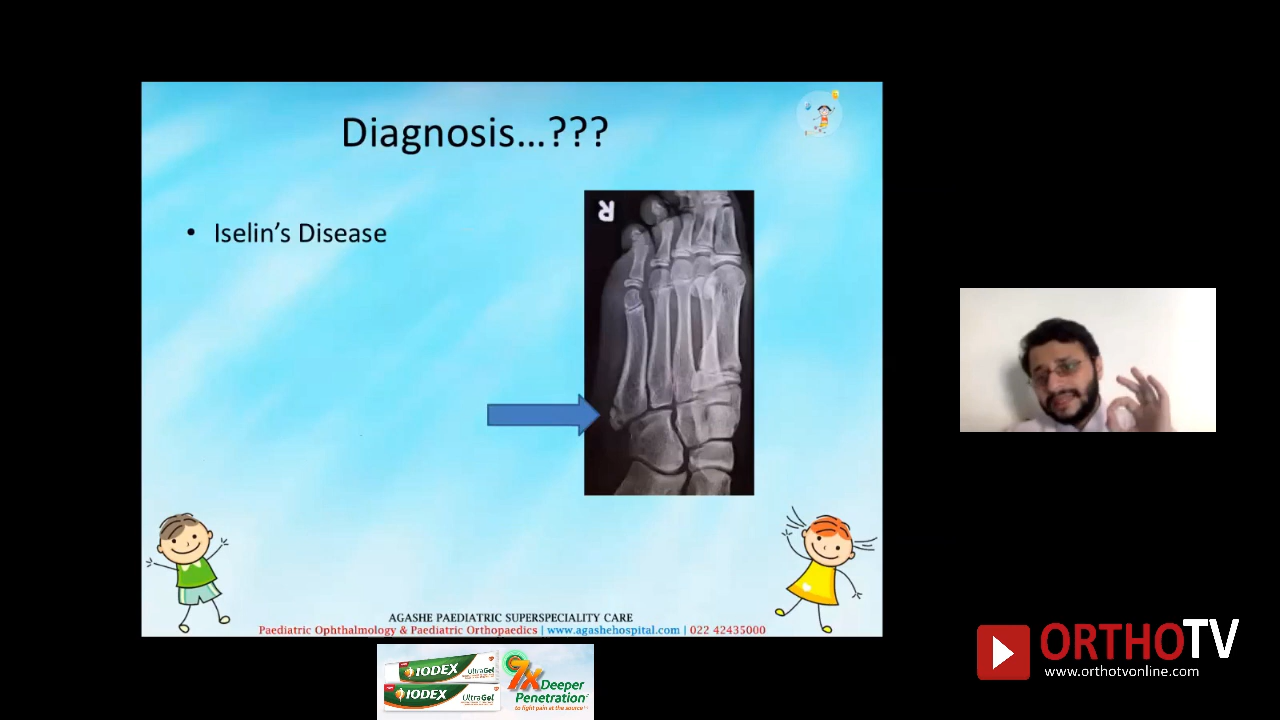 Diagnosis...???
• Iselin's Disease
R
AGASHE PAEDIATRIC SUPERSPECIALITY CARE
Paediatric Ophthalmology & Paediatric Orthopaedics | www.agashehospital.com | 022 42435000
IODEX UltraGel
IODEX UltraGel
7X Deeper
Penetration
to fight pain at the source
ORTHOTV
www.orthotvonline.com